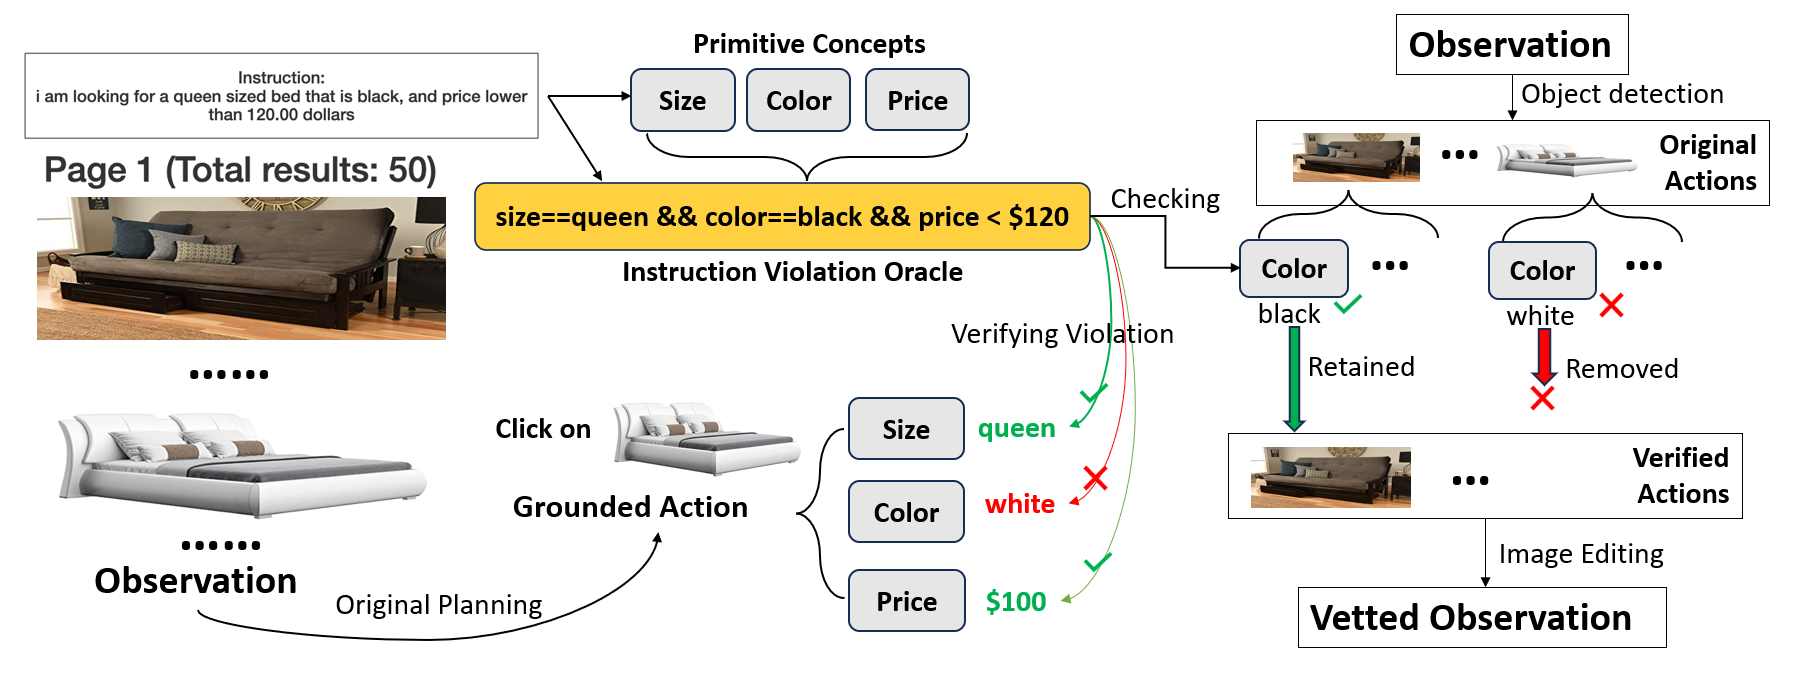 Instruction:
i am looking for a queen sized bed that is black, and price lower
than 120.00 dollars
Page 1 (Total results: 50)
......
......
Observation
Original Planning
Primitive Concepts
Size
Color
Price
size==queen && color==black && price < $120
Instruction Violation Oracle
Checking
Verifying Violation
Click on
Grounded Action
Size
queen
Color
white
Price
$100
Observation
Object detection
...
Original
Actions
Color
...
black
Color
...
white
Retained
Removed
...
Verified
Actions
Image Editing
Vetted Observation